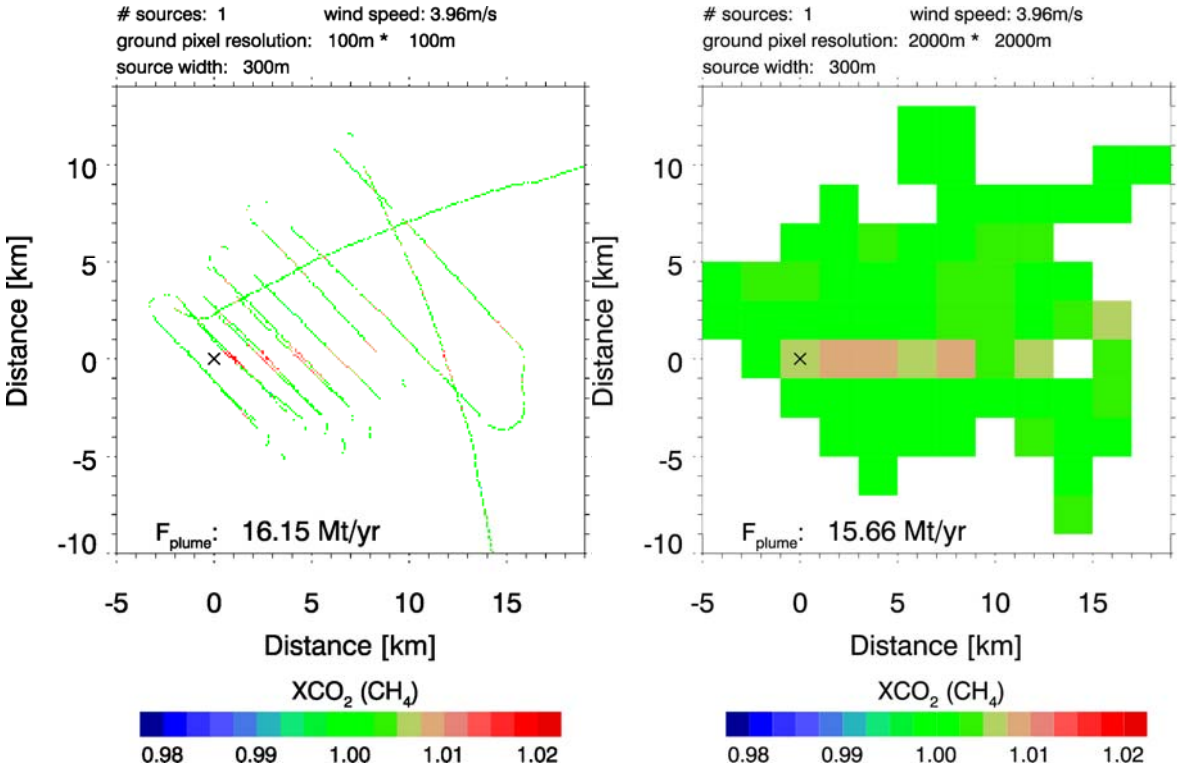 # sources: 1 wind speed: 3.96m/s
ground pixel resolution: 100m * 100m
source width: 300m
10
5
0
-5
-10
Distance [km]
F_plume: 16.15 Mt/yr
-5 0 5 10 15
Distance [km]
XCO₂ (CH₄)
0.98 0.99 1.00 1.01 1.02
# sources: 1 wind speed: 3.96m/s
ground pixel resolution: 2000m * 2000m
source width: 300m
10
5
0
-5
-10
Distance [km]
F_plume: 15.66 Mt/yr
-5 0 5 10 15
Distance [km]
XCO₂ (CH₄)
0.98 0.99 1.00 1.01 1.02